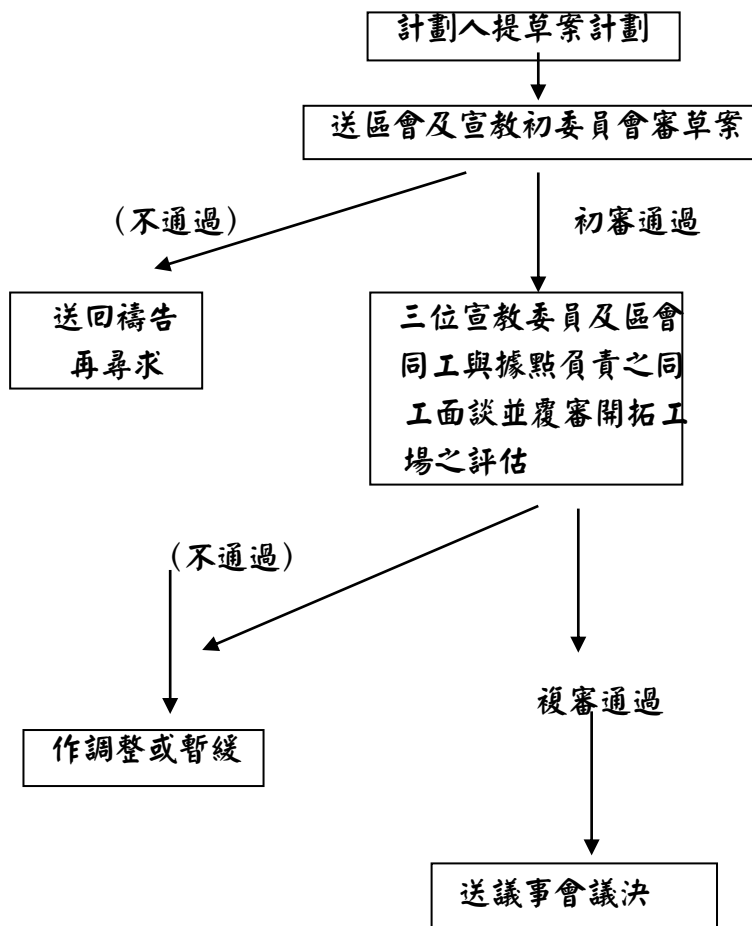 計劃人提草案計劃
送區會及宣教初委員會審草案
(不通過)
初審通過
送回禱告
再尋求
三位宣教委員及區會
同工與據點負責之同
工面談並覆審開拓工
場之評估
(不通過)
複審通過
作調整或暫緩
送議事會議決